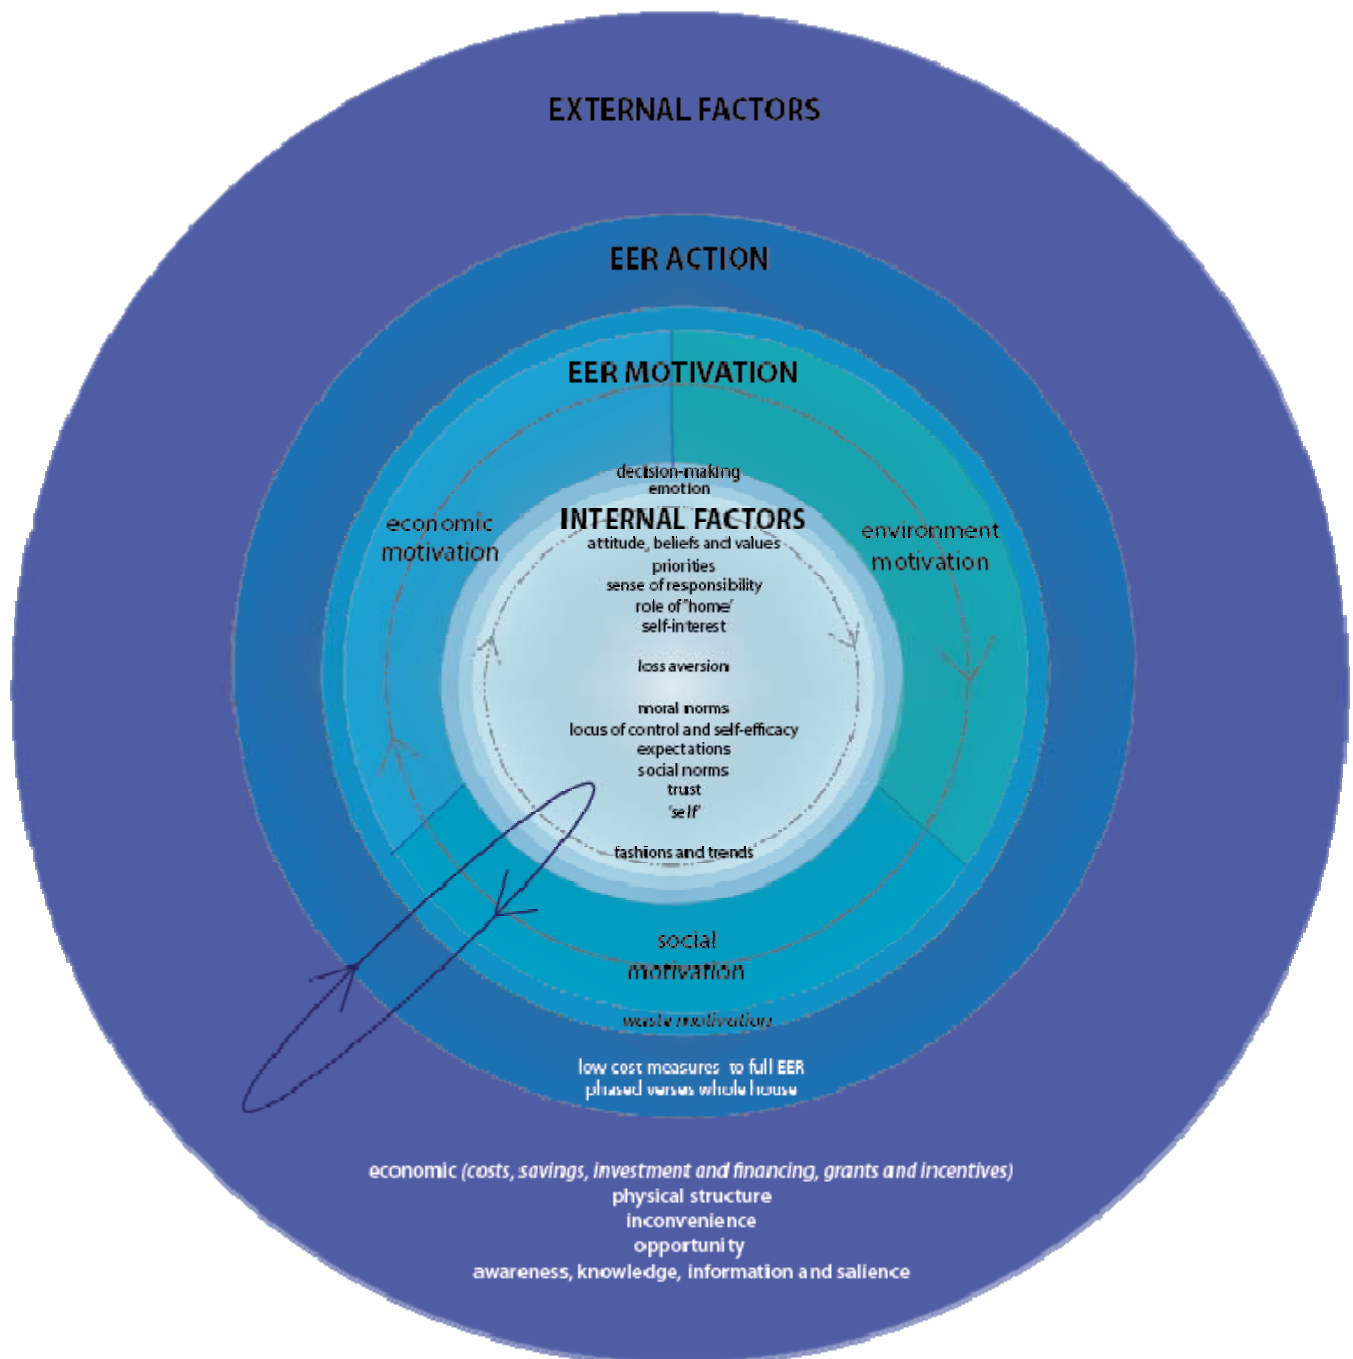 EXTERNAL FACTORS
EER ACTION
EER MOTIVATION
decision-making
emotion
INTERNAL FACTORS
attitude, beliefs and values
priorities
sense of responsibility
role of 'home'
self-interest
loss aversion
moral norms
locus of control and self-efficacy
expectations
social norms
trust
'self'
fashions and trends
economic
motivation
environment
motivation
social
motivation
waste motivation
low cost measures to full EER
phased verses whole house
economic (costs, savings, investment and financing, grants and incentives)
physical structure
inconvenience
opportunity
awareness, knowledge, information and salience